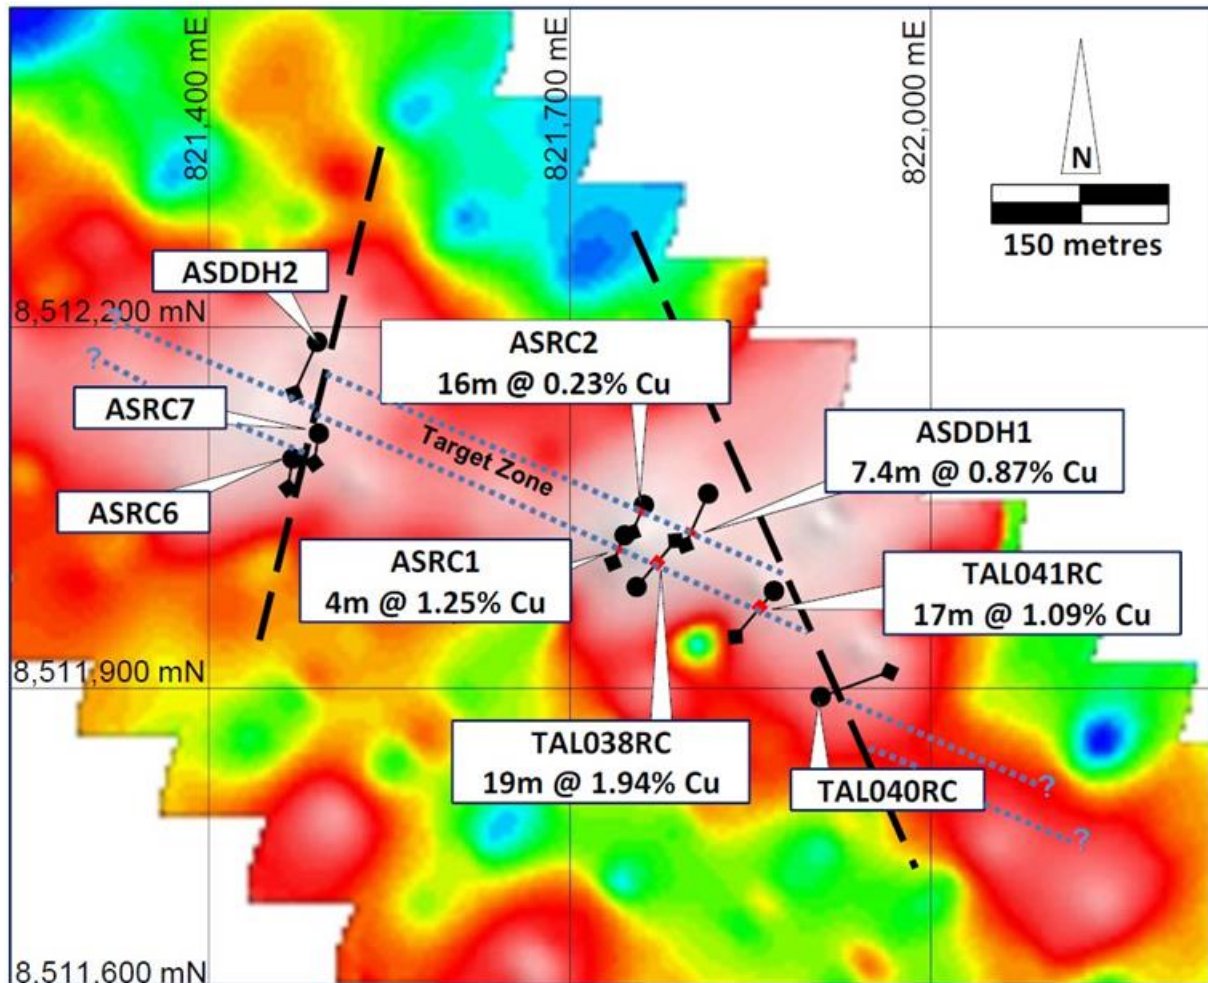 821,400 mE
821,700 mE
822,000 mE
N
150 metres
ASDDH2
8,512,200 mN
?
ASRC2
16m @ 0.23% Cu
?
ASRC7
ASDDH1
7.4m @ 0.87% Cu
Target Zone
ASRC6
ASRC1
4m @ 1.25% Cu
TAL041RC
17m @ 1.09% Cu
8,511,900 mN
TAL038RC
19m @ 1.94% Cu
TAL040RC
?
?
8,511,600 mN